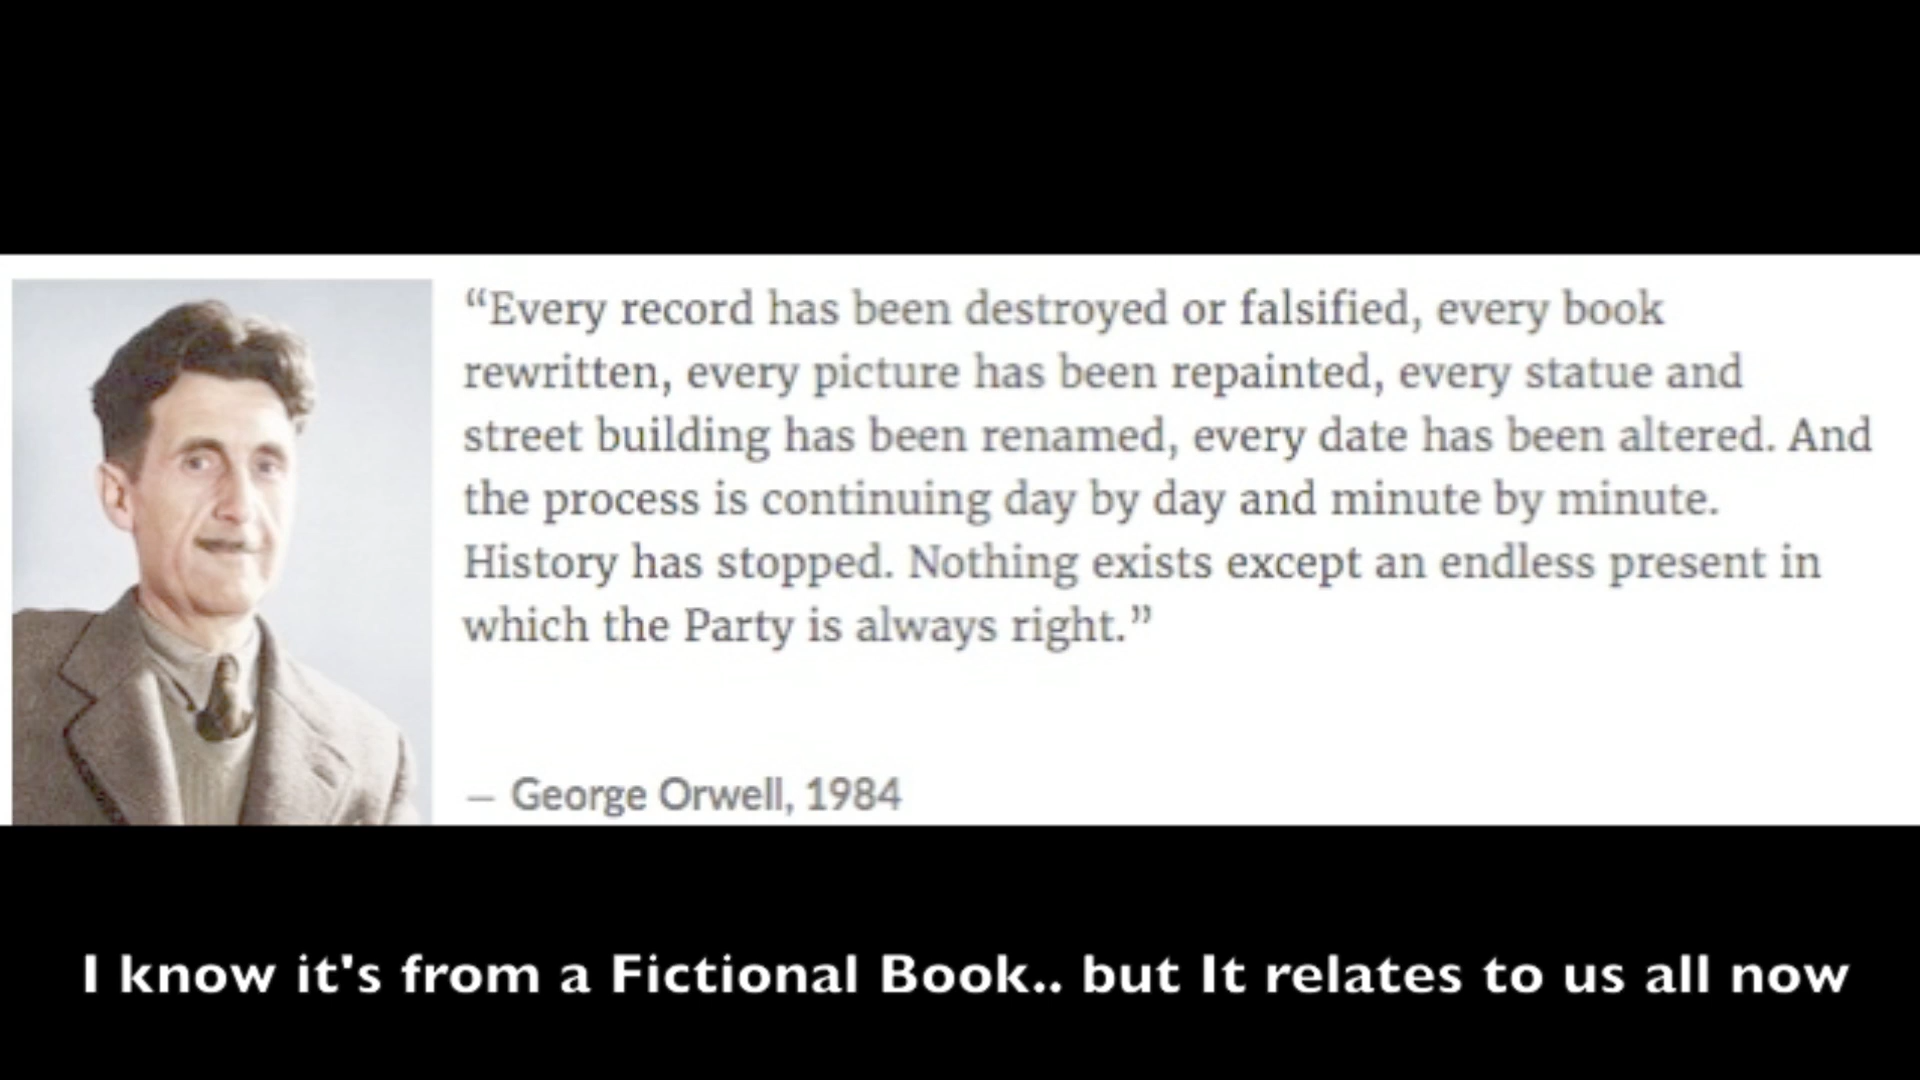 “Every record has been destroyed or falsified, every book
rewritten, every picture has been repainted, every statue and
street building has been renamed, every date has been altered. And
the process is continuing day by day and minute by minute.
History has stopped. Nothing exists except an endless present in
which the Party is always right.”
― George Orwell, 1984
I know it's from a Fictional Book.. but It relates to us all now